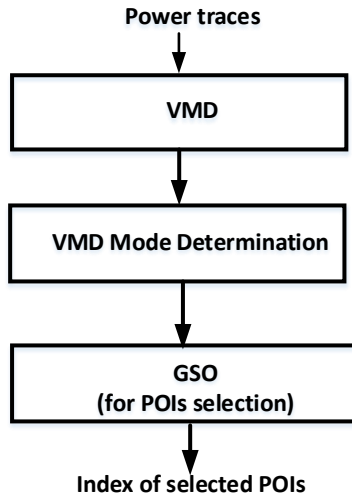 Power traces
VMD
VMD Mode Determination
GSO
(for POIs selection)
Index of selected POIs